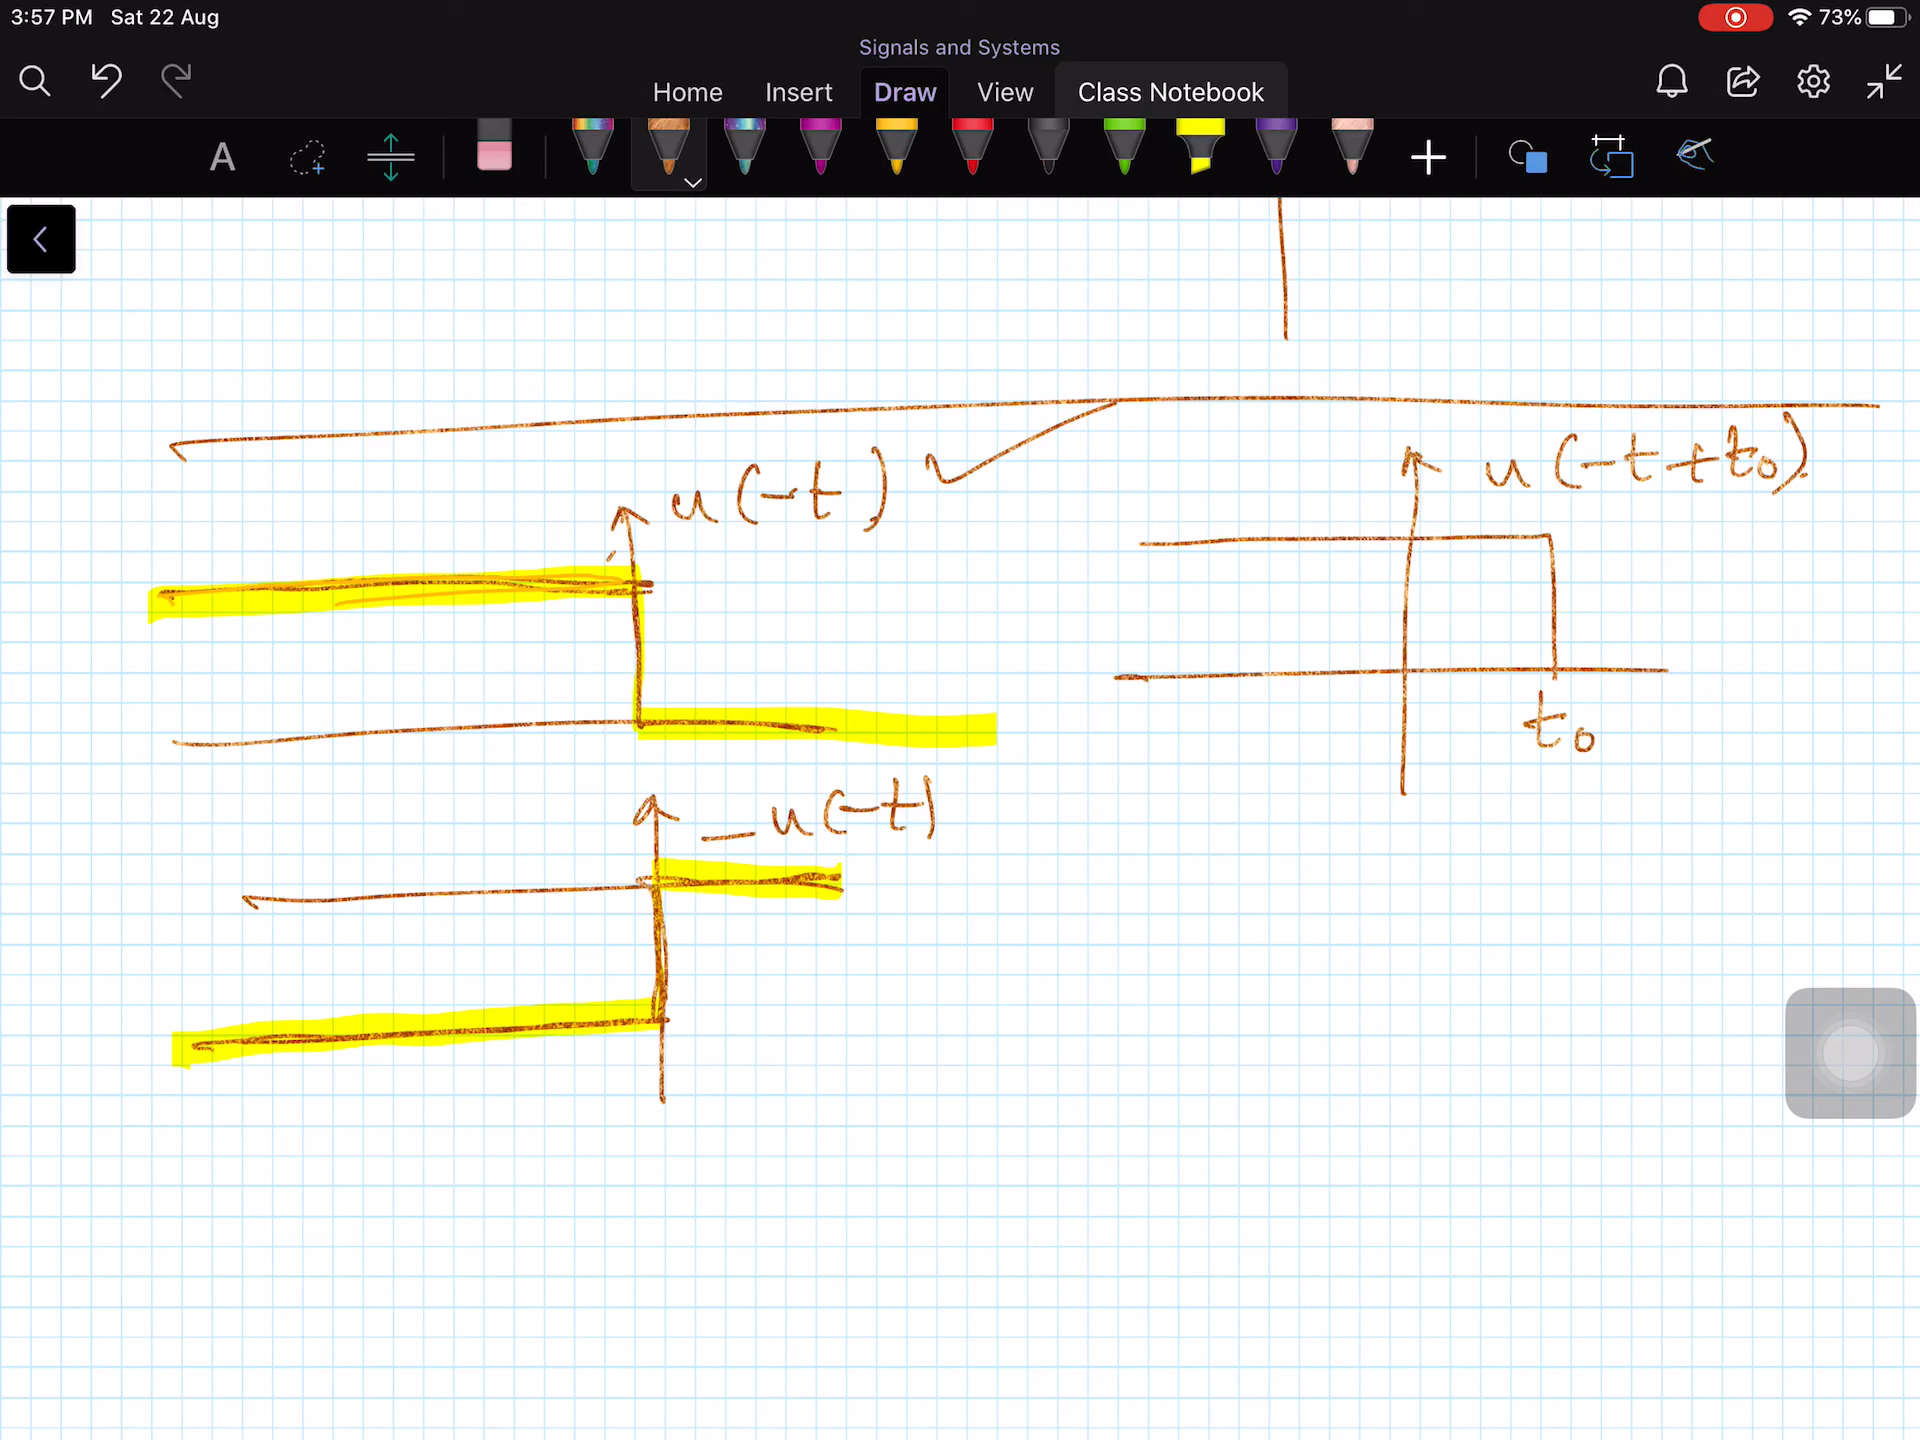 3:57 PM Sat 22 Aug 73%
Signals and Systems
Home Insert Draw View Class Notebook
A
u(-t+t₀)
u(-t)
t₀
-u(-t)